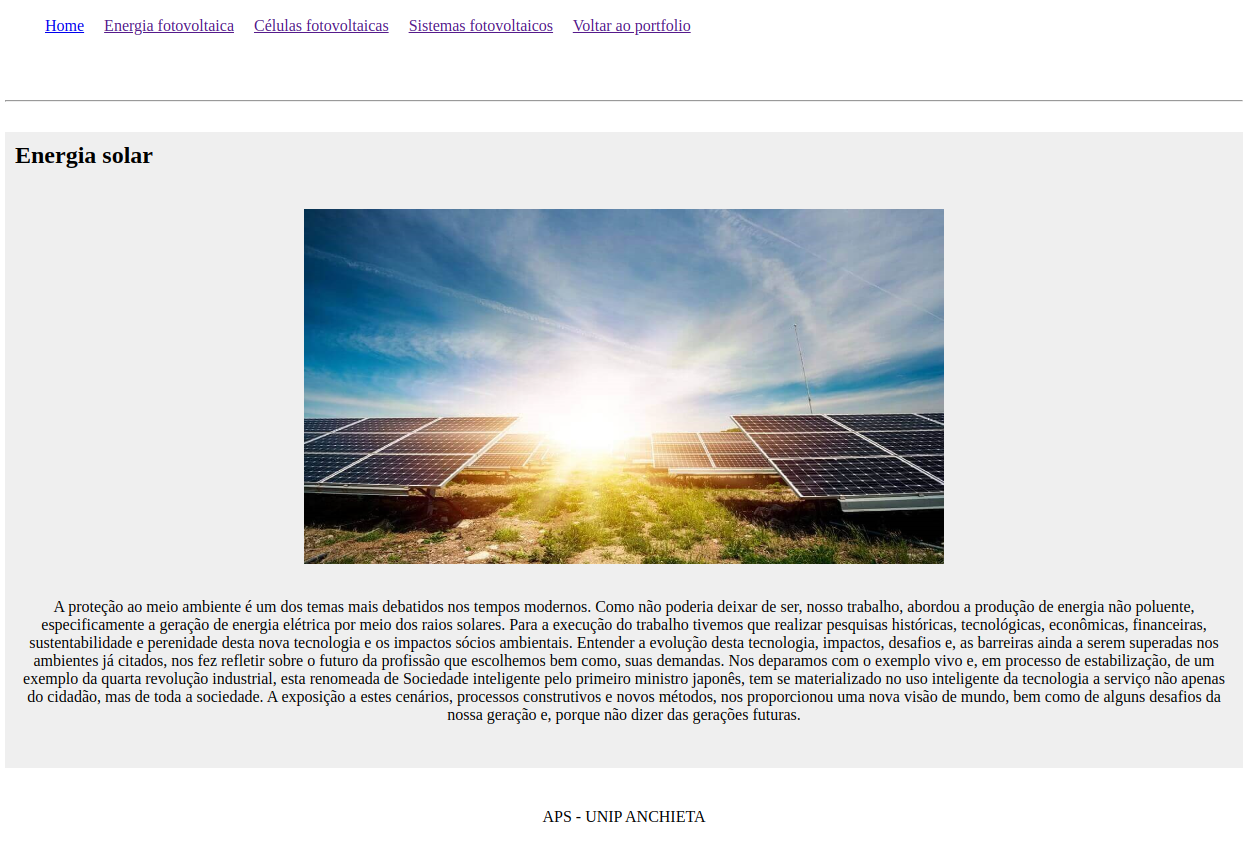 Home Energia fotovoltaica Células fotovoltaicas Sistemas fotovoltaicos Voltar ao portfolio
Energia solar
A proteção ao meio ambiente é um dos temas mais debatidos nos tempos modernos. Como não poderia deixar de ser, nosso trabalho, abordou a produção de energia não poluente,
especificamente a geração de energia elétrica por meio dos raios solares. Para a execução do trabalho tivemos que realizar pesquisas históricas, tecnológicas, econômicas, financeiras,
sustentabilidade e perenidade desta nova tecnologia e os impactos sócios ambientais. Entender a evolução desta tecnologia, impactos, desafios e, as barreiras ainda a serem superadas nos
ambientes já citados, nos fez refletir sobre o futuro da profissão que escolhemos bem como, suas demandas. Nos deparamos com o exemplo vivo e, em processo de estabilização, de um
exemplo da quarta revolução industrial, esta renomeada de Sociedade inteligente pelo primeiro ministro japonês, tem se materializado no uso inteligente da tecnologia a serviço não apenas
do cidadão, mas de toda a sociedade. A exposição a estes cenários, processos construtivos e novos métodos, nos proporcionou uma nova visão de mundo, bem como de alguns desafios da
nossa geração e, porque não dizer das gerações futuras.
APS - UNIP ANCHIETA